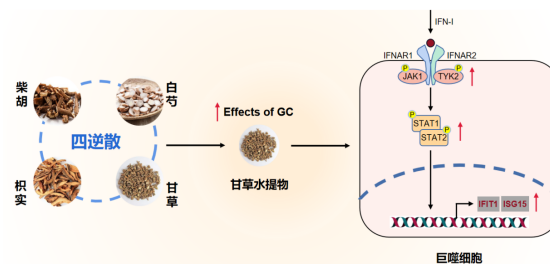 柴胡
白芍
四逆散
枳实
甘草
Effects of GC
甘草水提物
IFN-I
IFNAR1
IFNAR2
P
P
JAK1
TYK2
P
STAT1
P
STAT2
IFIT1
ISG15
巨噬细胞